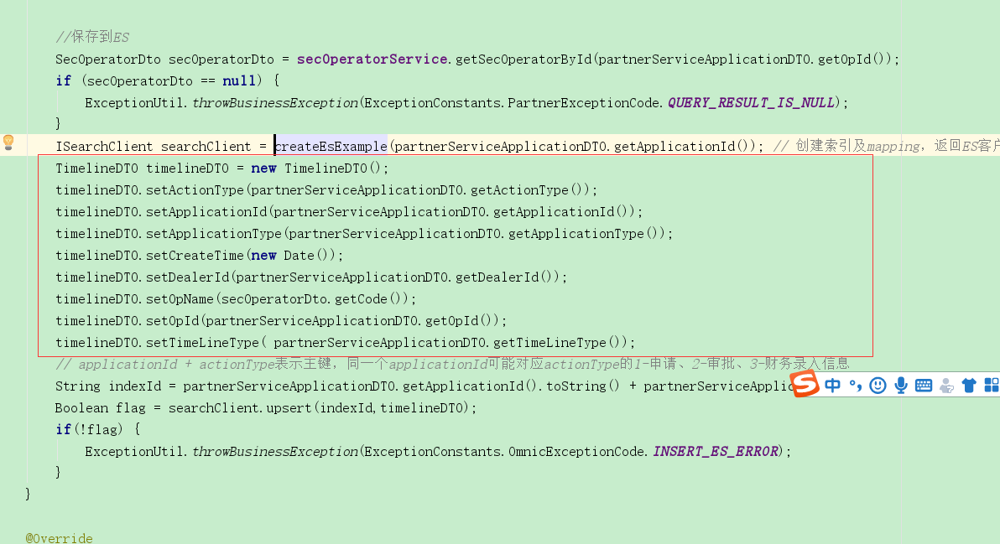 //保存到ES
SecOperatorDto secOperatorDto = secOperatorService.getSecOperatorById(partnerServiceApplicationDTO.getOpId());
if (secOperatorDto == null) {
ExceptionUtil.throwBusinessException(ExceptionConstants.PartnerExceptionCode.QUERY_RESULT_IS_NULL);
}
ISearchClient searchClient = createEsExample(partnerServiceApplicationDTO.getApplicationId()); // 创建索引及mapping，返回ES客户
TimelineDTO timelineDTO = new TimelineDTO();
timelineDTO.setActionType(partnerServiceApplicationDTO.getActionType());
timelineDTO.setApplicationId(partnerServiceApplicationDTO.getApplicationId());
timelineDTO.setApplicationType(partnerServiceApplicationDTO.getApplicationType());
timelineDTO.setCreateTime(new Date());
timelineDTO.setDealerId(partnerServiceApplicationDTO.getDealerId());
timelineDTO.setOpName(secOperatorDto.getCode());
timelineDTO.setOpId(partnerServiceApplicationDTO.getOpId());
timelineDTO.setTimeLineType( partnerServiceApplicationDTO.getTimeLineType());
// applicationId + actionType表示主键，同一个applicationId可能对应actionType的1-申请、2-审批、3-财务录入信息
String indexId = partnerServiceApplicationDTO.getApplicationId().toString() + partnerServiceApplic
中
Boolean flag = searchClient.upsert(indexId,timelineDTO);
if(!flag) {
ExceptionUtil.throwBusinessException(ExceptionConstants.OmnicExceptionCode.INSERT_ES_ERROR);
}
}
@Override